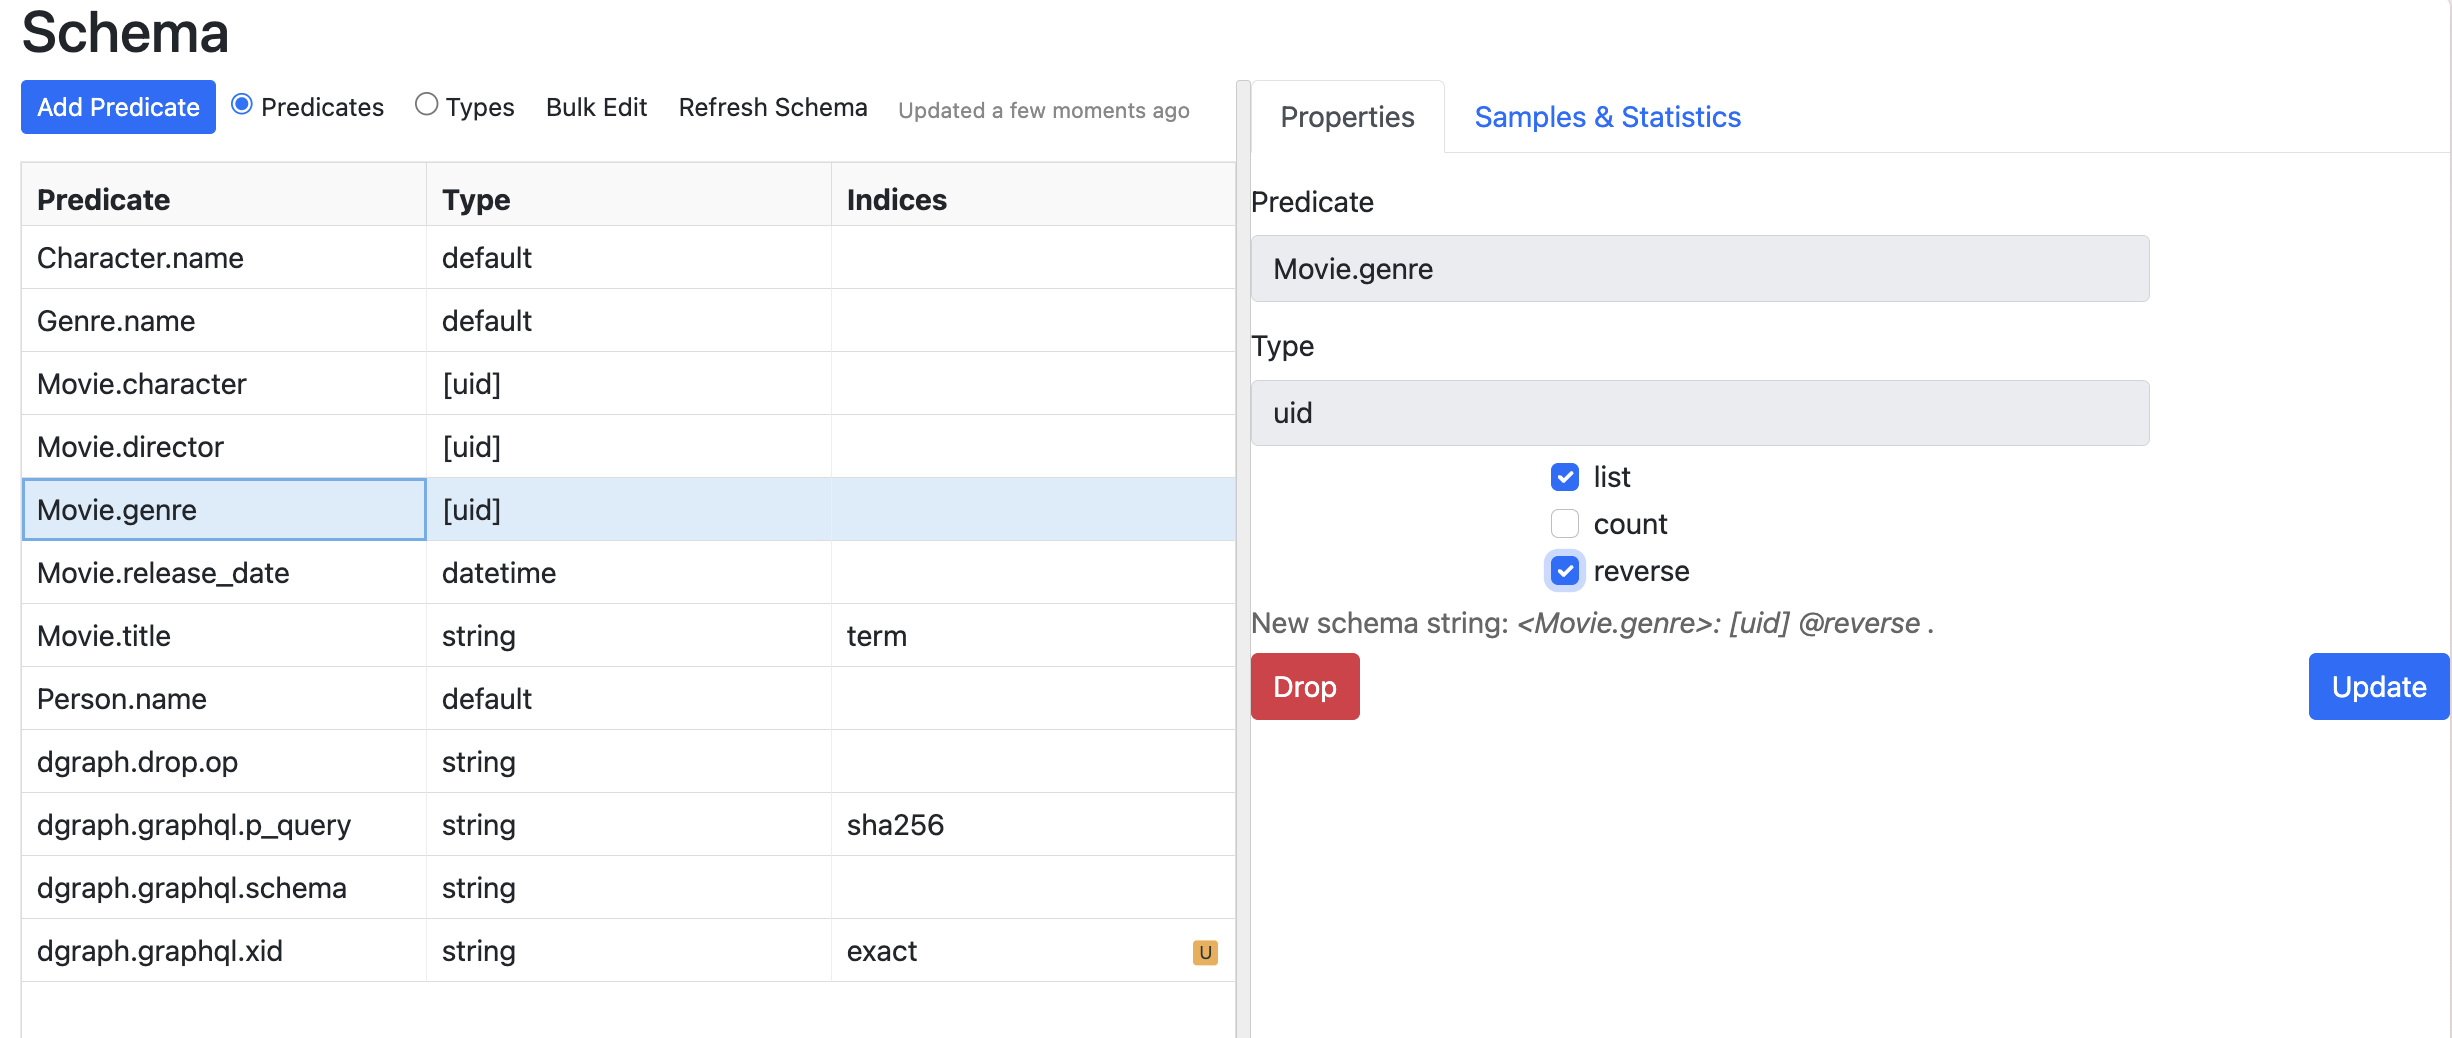 Schema
Add Predicate Predicates Types Bulk Edit Refresh Schema Updated a few moments ago
Predicate Type Indices
Character.name default
Genre.name default
Movie.character [uid]
Movie.director [uid]
Movie.genre [uid]
Movie.release_date datetime
Movie.title string term
Person.name default
dgraph.drop.op string
dgraph.graphql.p_query string sha256
dgraph.graphql.schema string
dgraph.graphql.xid string exact U
Properties Samples & Statistics
Predicate
Movie.genre
Type
uid
list
count
reverse
New schema string: <Movie.genre>: [uid] @reverse .
Drop Update